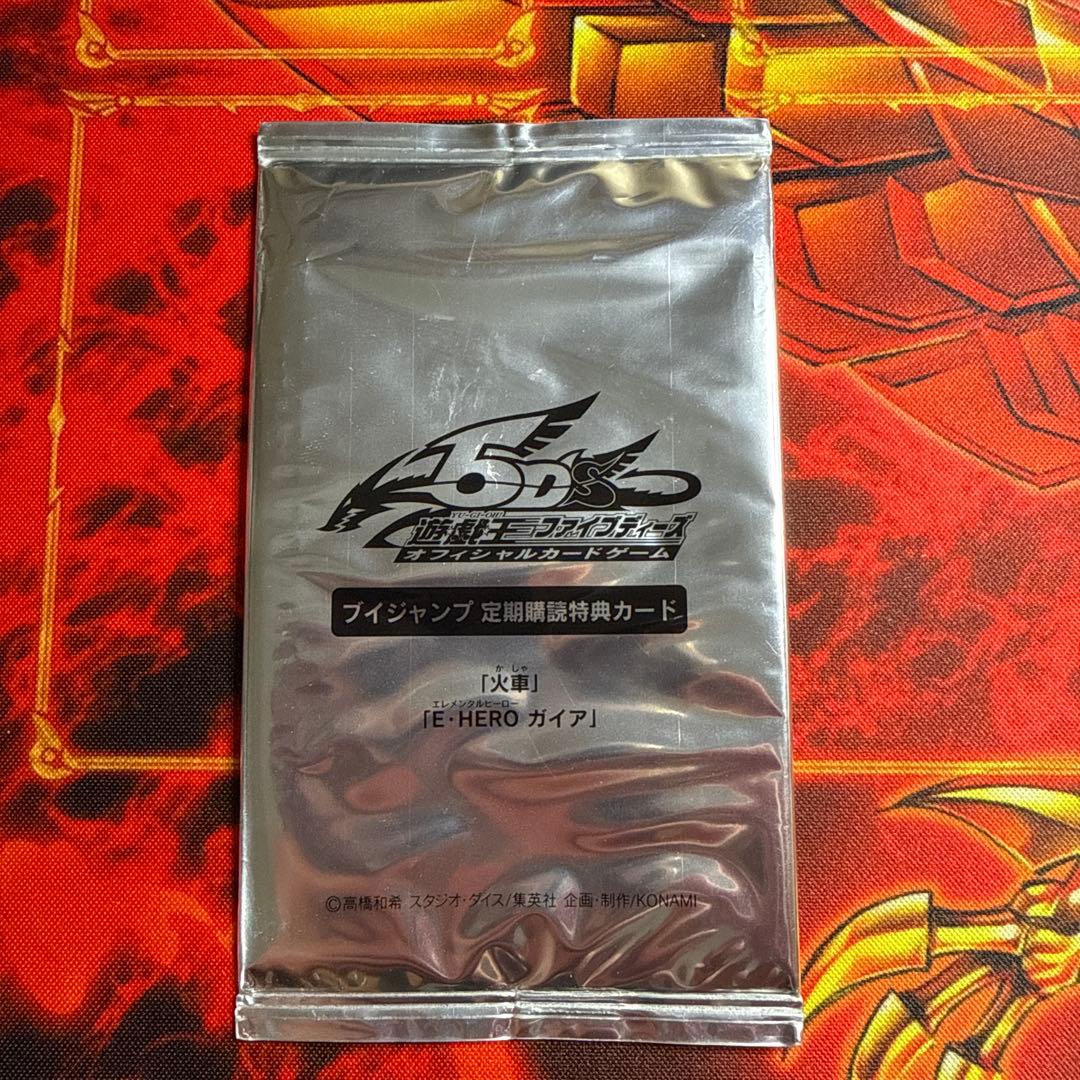 5D's
YU-GI-OH!
遊戯王ファイブディーズ
オフィシャルカードゲーム
ブイジャンプ 定期購読特典カード
かしゃ
「火車」
エレメンタルヒーロー
「E・HERO ガイア」
©高橋和希 スタジオ・ダイス/集英社 企画・制作/KONAMI